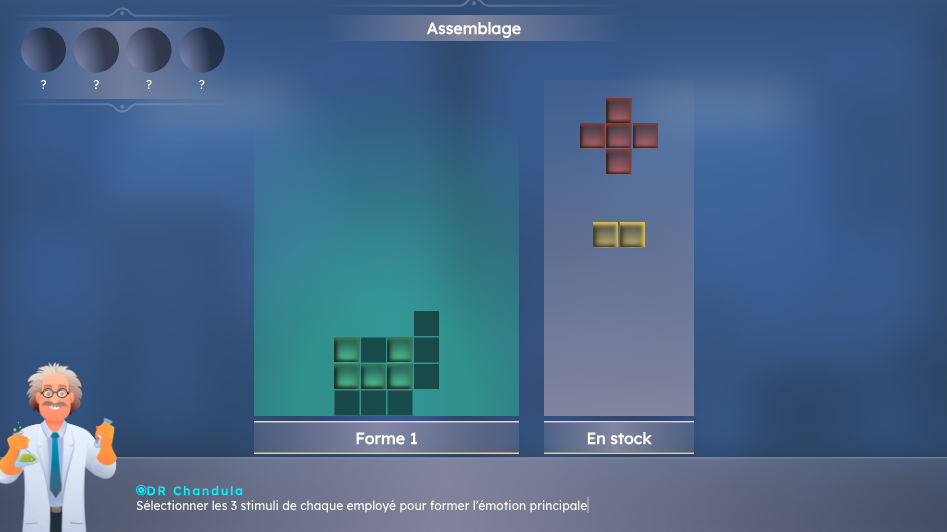 Assemblage
? ? ? ?
Forme 1
En stock
@DR Chandula
Sélectionner les 3 stimuli de chaque employé pour former l'émotion principale